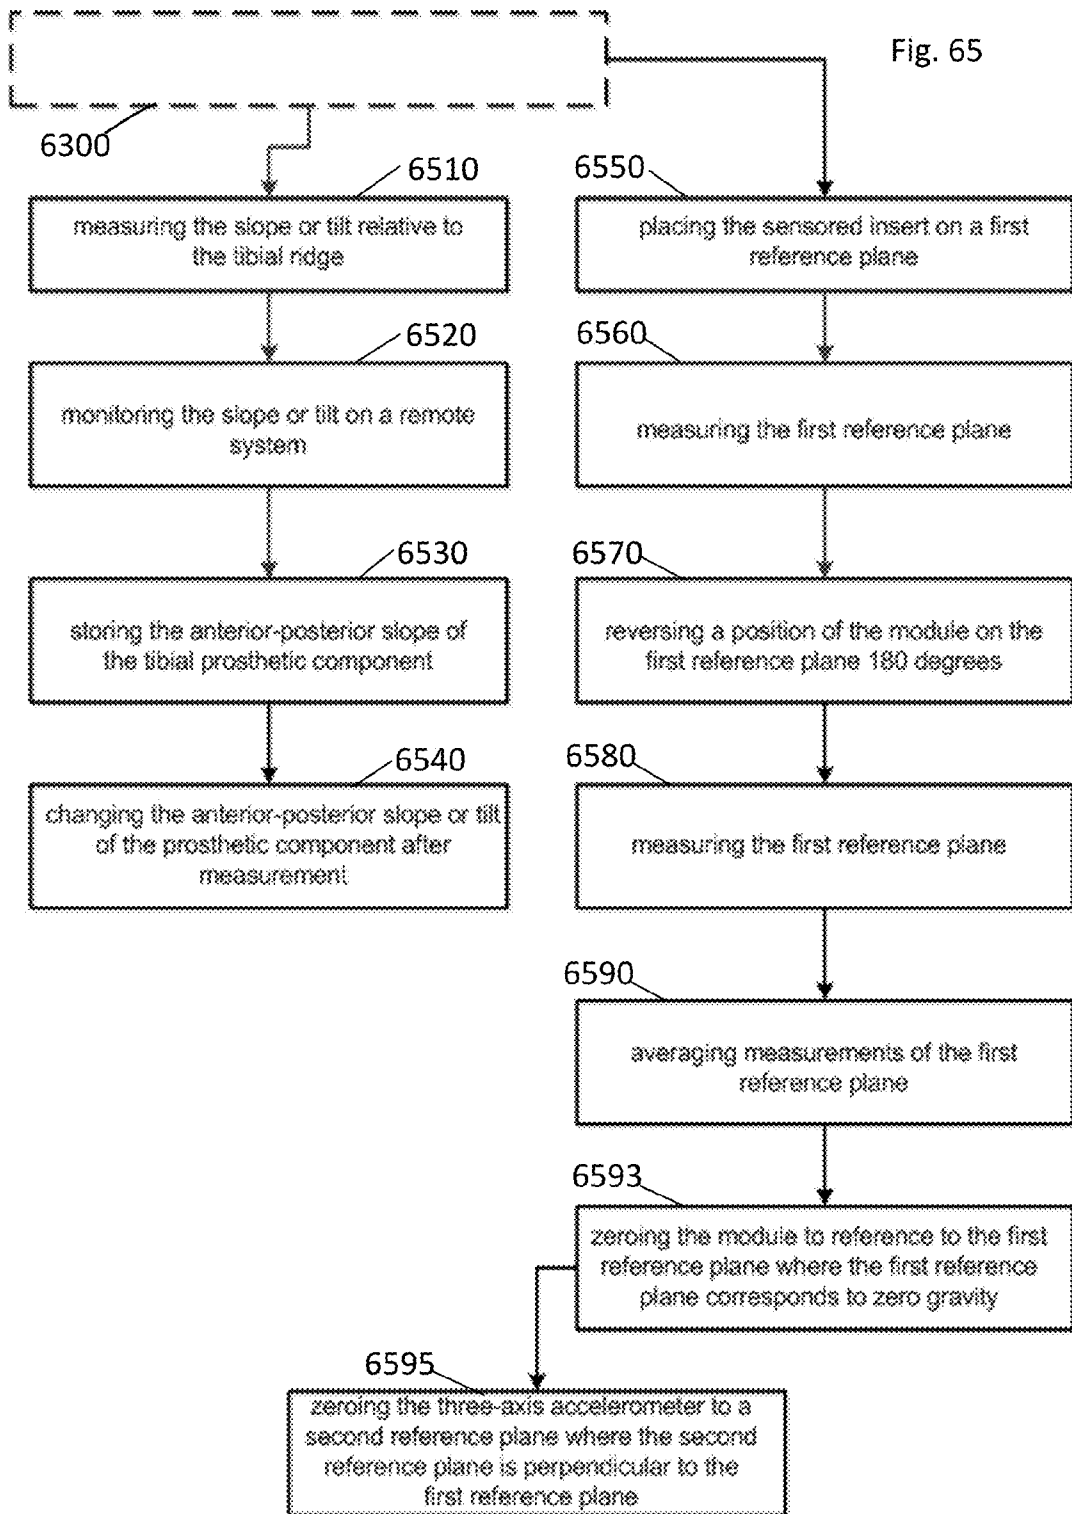 Fig. 65
6300
6510
measuring the slope or tilt relative to
the tibial ridge
6520
monitoring the slope or tilt on a remote
system
6530
storing the anterior-posterior slope of
the tibial prosthetic component
6540
changing the anterior-posterior slope or tilt
of the prosthetic component after
measurement
6550
placing the sensored insert on a first
reference plane
6560
measuring the first reference plane
6570
reversing a position of the module on the
first reference plane 180 degrees
6580
measuring the first reference plane
6590
averaging measurements of the first
reference plane
6593
zeroing the module to reference to the first
reference plane where the first reference
plane corresponds to zero gravity
6595
zeroing the three-axis accelerometer to a
second reference plane where the second
reference plane is perpendicular to the
first reference plane